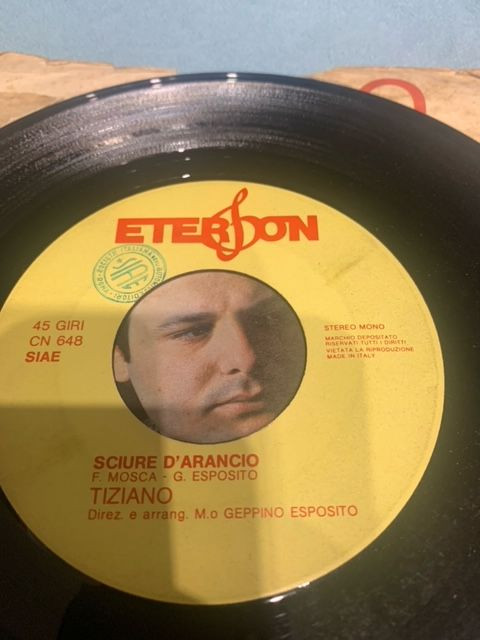 ETERSON
45 GIRI
CN 648
SIAE
STEREO MONO
MARCHIO DEPOSITATO
RISERVATI TUTTI I DIRITTI
VIETATA LA RIPRODUZIONE
MADE IN ITALY
SCIURE D'ARANCIO
F. MOSCA - G. ESPOSITO
TIZIANO
Direz. e arrang. M.o GEPPINO ESPOSITO